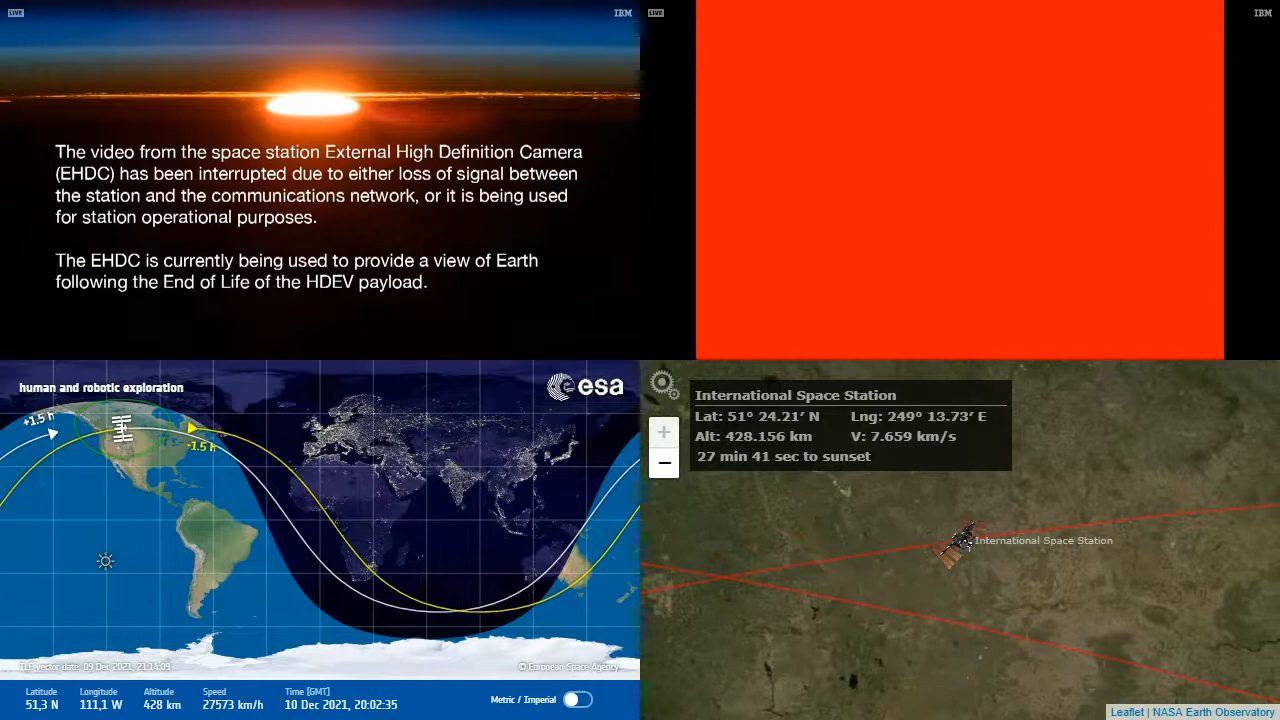 LIVE
IBM
The video from the space station External High Definition Camera
(EHDC) has been interrupted due to either loss of signal between
the station and the communications network, or it is being used
for station operational purposes.
The EHDC is currently being used to provide a view of Earth
following the End of Life of the HDEV payload.
LIVE
IBM
human and robotic exploration
esa
+1.5 h
-1.5 h
TLE vector date: 09 Dec 2021, 21:14:09
© European Space Agency
Latitude Longitude Altitude Speed Time [GMT]
51,3 N 111,1 W 428 km 27573 km/h 10 Dec 2021, 20:02:35
Metric / Imperial
+
−
International Space Station
Lat: 51° 24.21′ N Lng: 249° 13.73′ E
Alt: 428.156 km V: 7.659 km/s
27 min 41 sec to sunset
International Space Station
Leaflet | NASA Earth Observatory